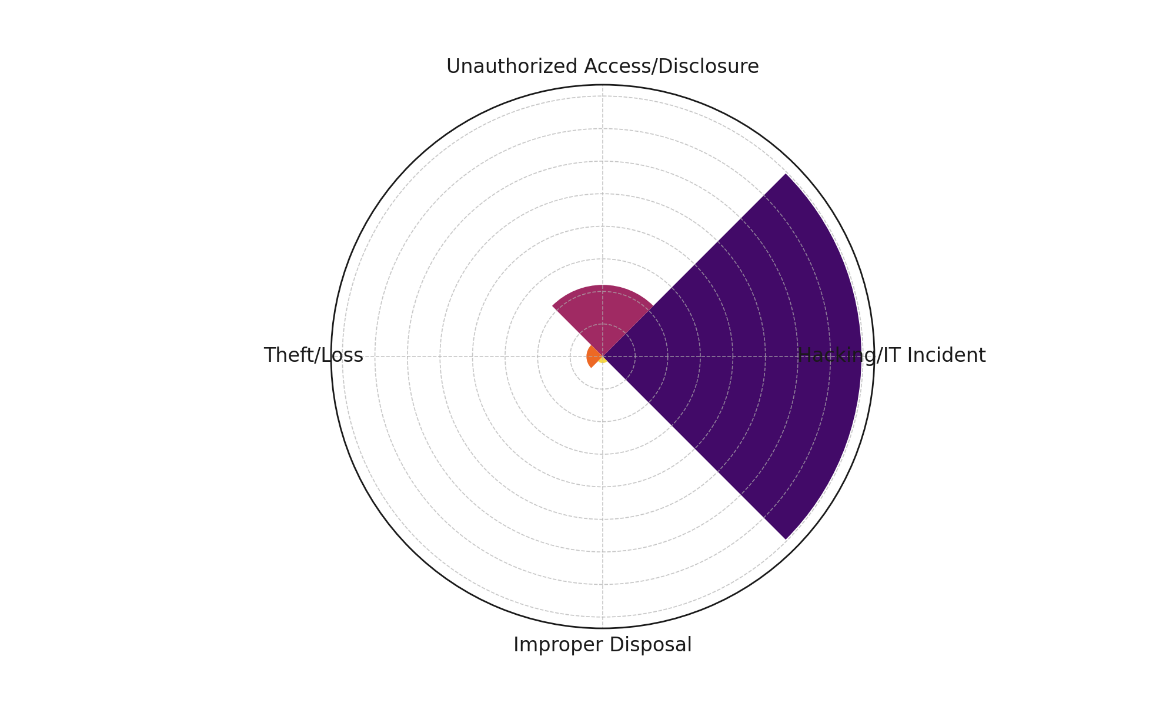 Unauthorized Access/Disclosure
Theft/Loss
Hacking/IT Incident
Improper Disposal